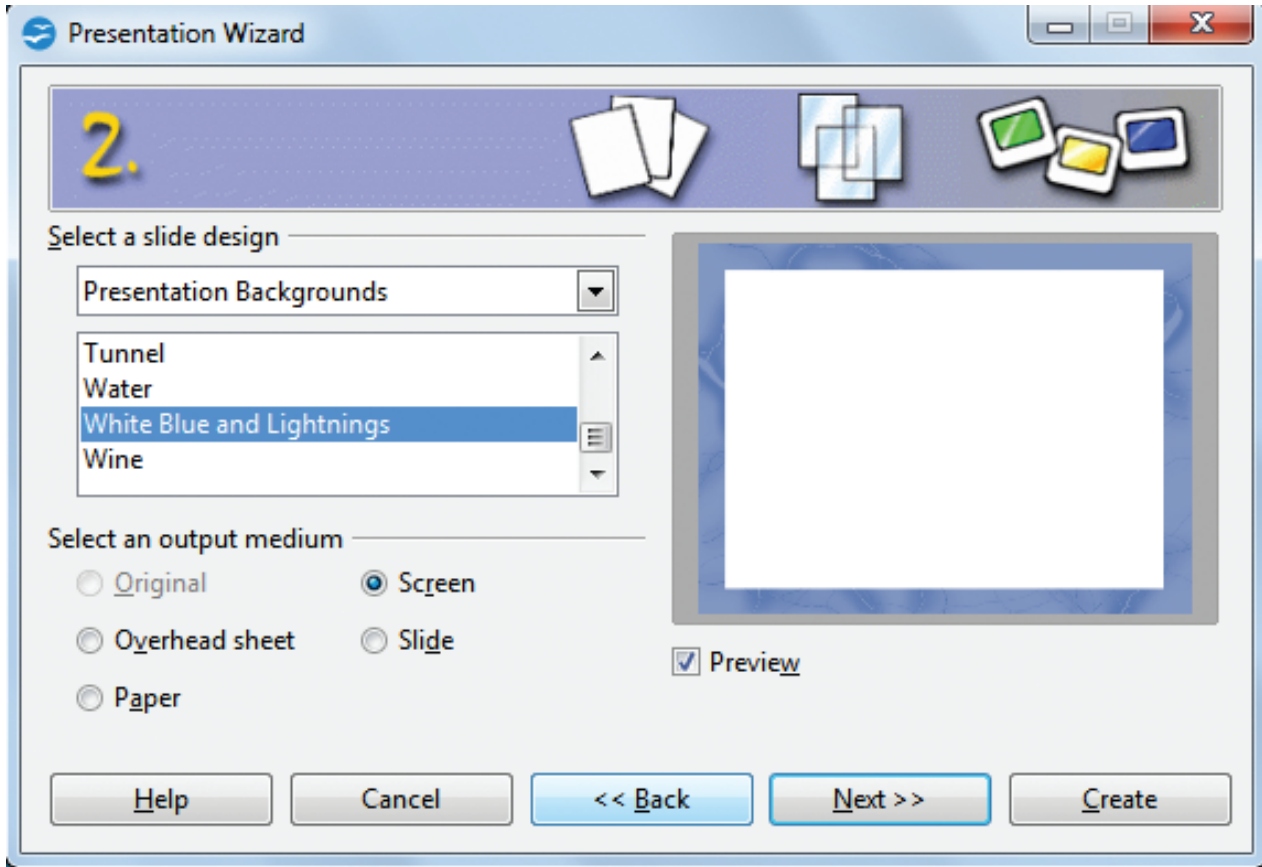 Presentation Wizard
2.
Select a slide design
Presentation Backgrounds
Tunnel
Water
White Blue and Lightnings
Wine
Select an output medium
Original
Screen
Overhead sheet
Slide
Paper
Preview
Help
Cancel
<< Back
Next >>
Create